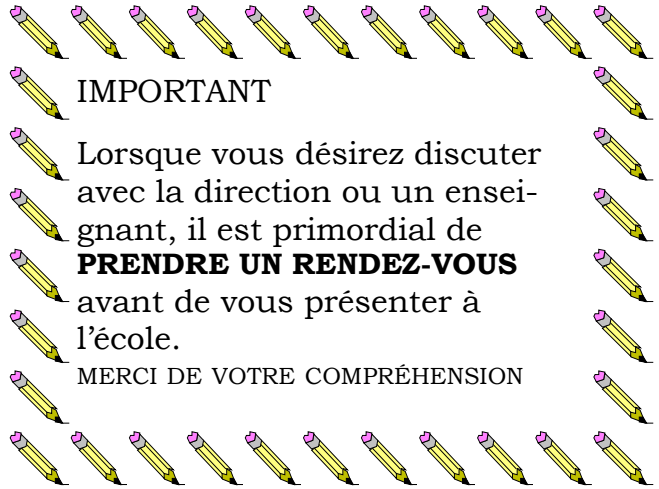 IMPORTANT
Lorsque vous désirez discuter
avec la direction ou un ensei-
gnant, il est primordial de
PRENDRE UN RENDEZ-VOUS
avant de vous présenter à
l’école.
MERCI DE VOTRE COMPRÉHENSION